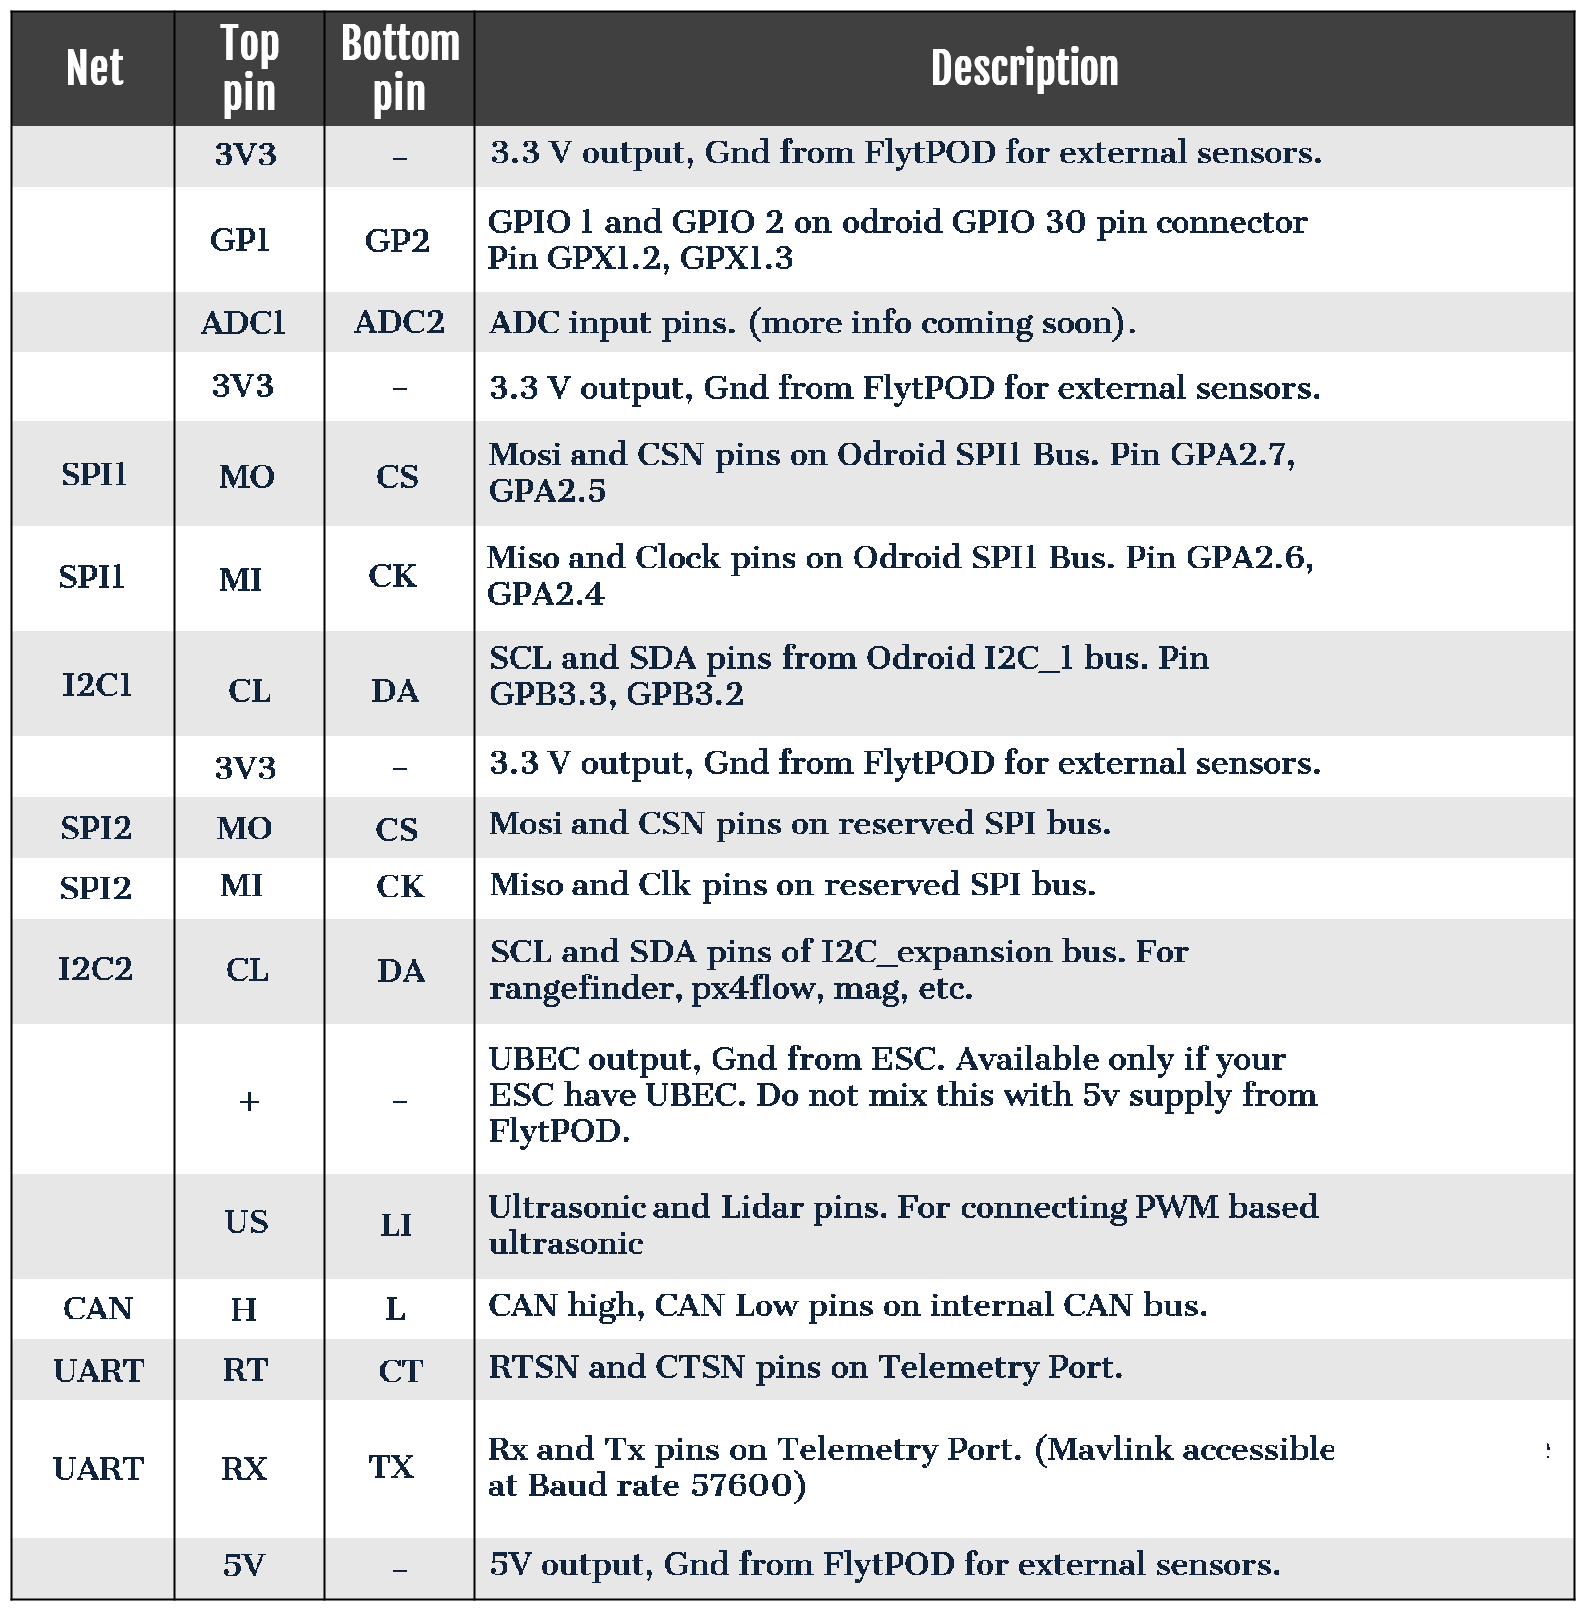 Net Top pin Bottom pin Description
3V3 – 3.3 V output, Gnd from FlytPOD for external sensors.
GP1 GP2 GPIO 1 and GPIO 2 on odroid GPIO 30 pin connector
Pin GPX1.2, GPX1.3
ADC1 ADC2 ADC input pins. (more info coming soon).
3V3 – 3.3 V output, Gnd from FlytPOD for external sensors.
SPI1 MO CS Mosi and CSN pins on Odroid SPI1 Bus. Pin GPA2.7,
GPA2.5
SPI1 MI CK Miso and Clock pins on Odroid SPI1 Bus. Pin GPA2.6,
GPA2.4
I2C1 CL DA SCL and SDA pins from Odroid I2C_1 bus. Pin
GPB3.3, GPB3.2
3V3 – 3.3 V output, Gnd from FlytPOD for external sensors.
SPI2 MO CS Mosi and CSN pins on reserved SPI bus.
SPI2 MI CK Miso and Clk pins on reserved SPI bus.
I2C2 CL DA SCL and SDA pins of I2C_expansion bus. For
rangefinder, px4flow, mag, etc.
+ – UBEC output, Gnd from ESC. Available only if your
ESC have UBEC. Do not mix this with 5v supply from
FlytPOD.
US LI Ultrasonic and Lidar pins. For connecting PWM based
ultrasonic
CAN H L CAN high, CAN Low pins on internal CAN bus.
UART RT CT RTSN and CTSN pins on Telemetry Port.
UART RX TX Rx and Tx pins on Telemetry Port. (Mavlink accessible
at Baud rate 57600)
5V – 5V output, Gnd from FlytPOD for external sensors.